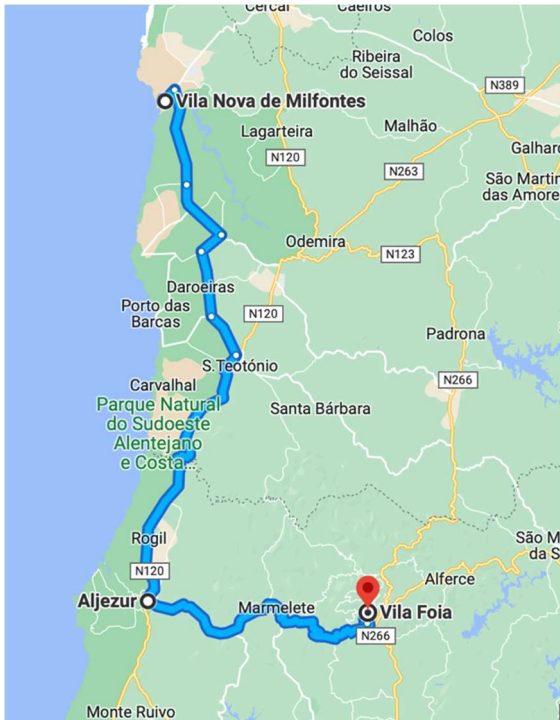 Cercal
Caeiros
Colos
Ribeira
do Seissal
N389
Vila Nova de Milfontes
Lagarteira
Malhão
N120
Galhard
N263
São Martin
das Amore
Odemira
N123
Daroeiras
Porto das
Barcas
N120
Padrona
S.Teotónio
N266
Carvalhal
Santa Bárbara
Parque Natural
do Sudoeste
Alentejano
e Costa...
Rogil
São M
da S
N120
Alferce
Aljezur
Marmelete
Vila Foia
N266
Monte Ruivo